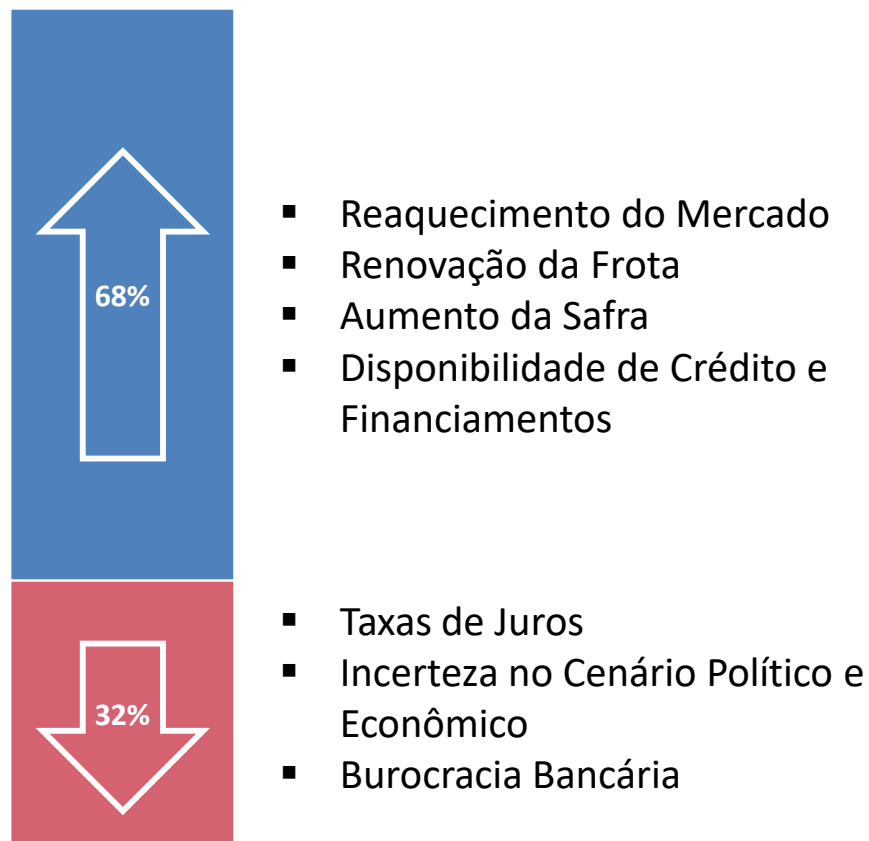 68%
▪ Reaquecimento do Mercado
▪ Renovação da Frota
▪ Aumento da Safra
▪ Disponibilidade de Crédito e
Financiamentos
32%
▪ Taxas de Juros
▪ Incerteza no Cenário Político e
Econômico
▪ Burocracia Bancária